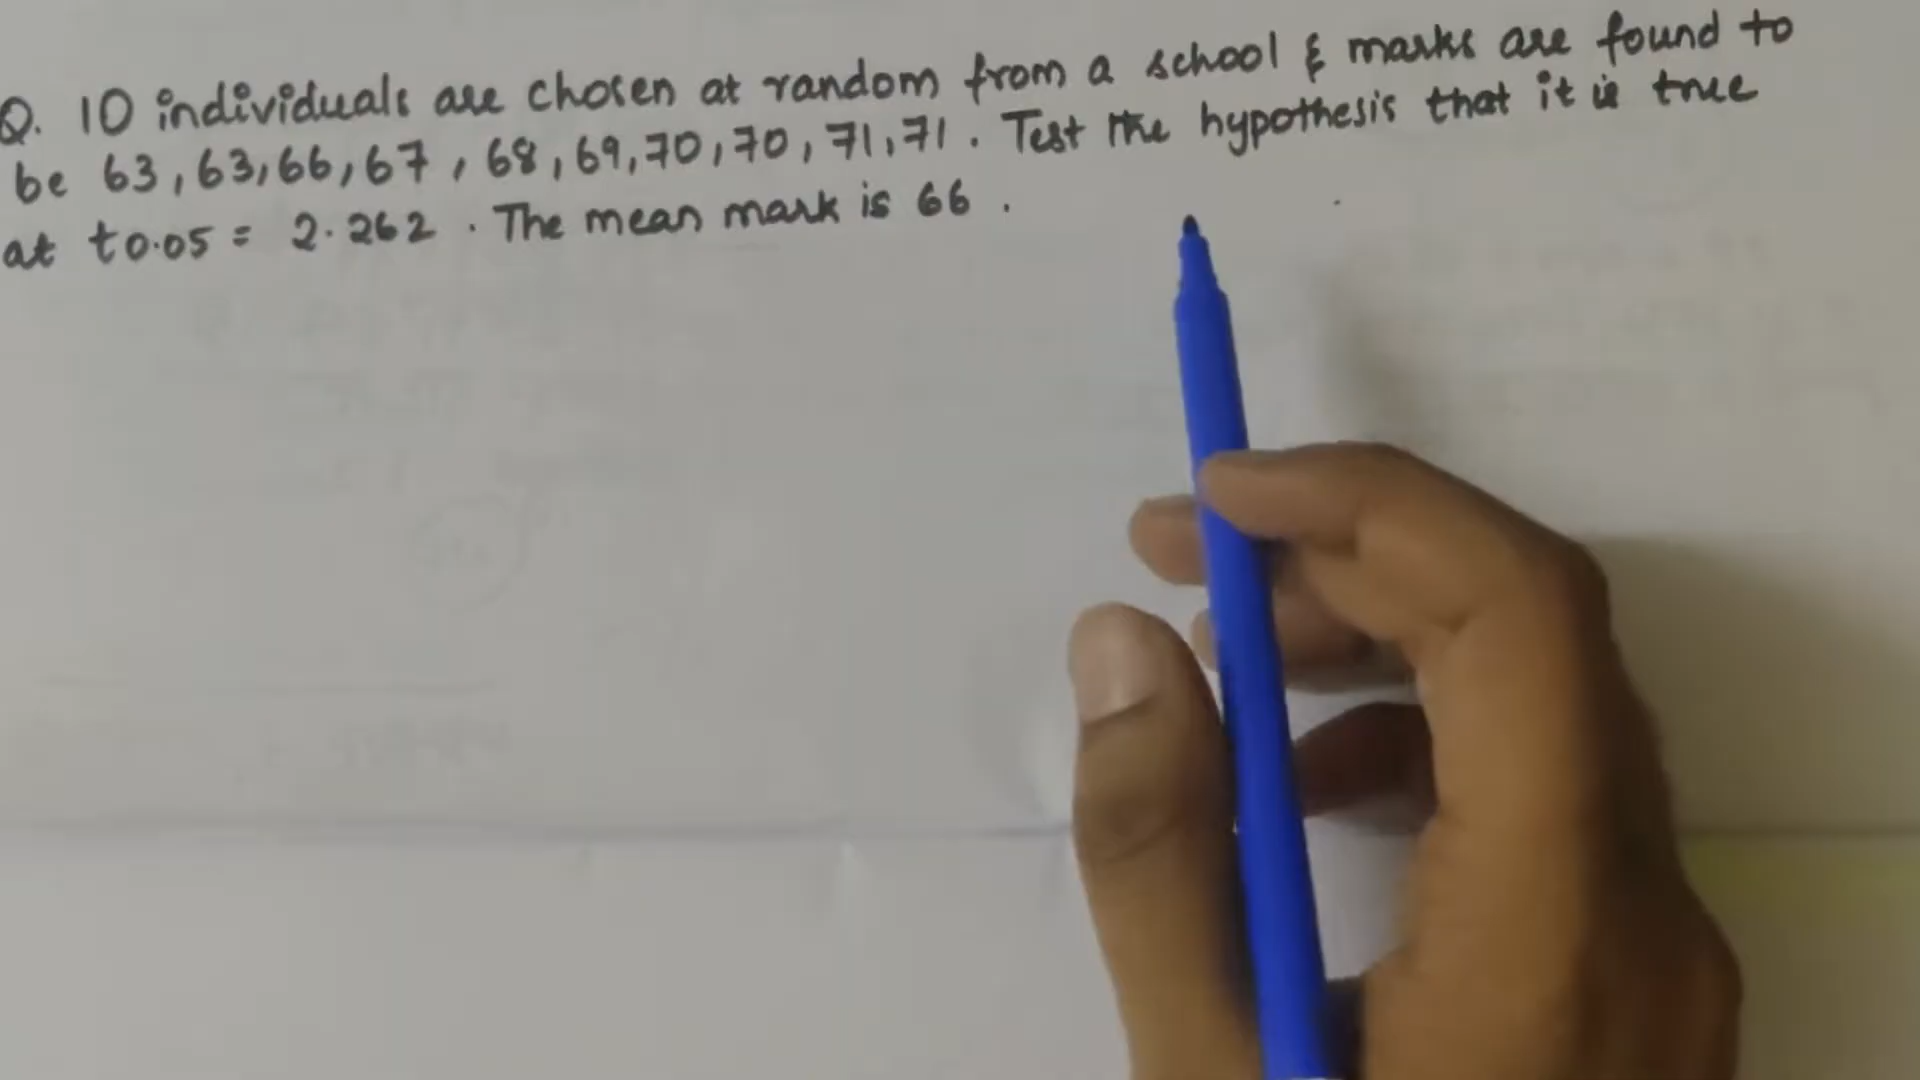 Q. 10 individuals are chosen at random from a school & marks are found to
be 63, 63, 66, 67, 68, 69, 70, 70, 71, 71. Test the hypothesis that it is true
at t0.05 = 2.262. The mean mark is 66.